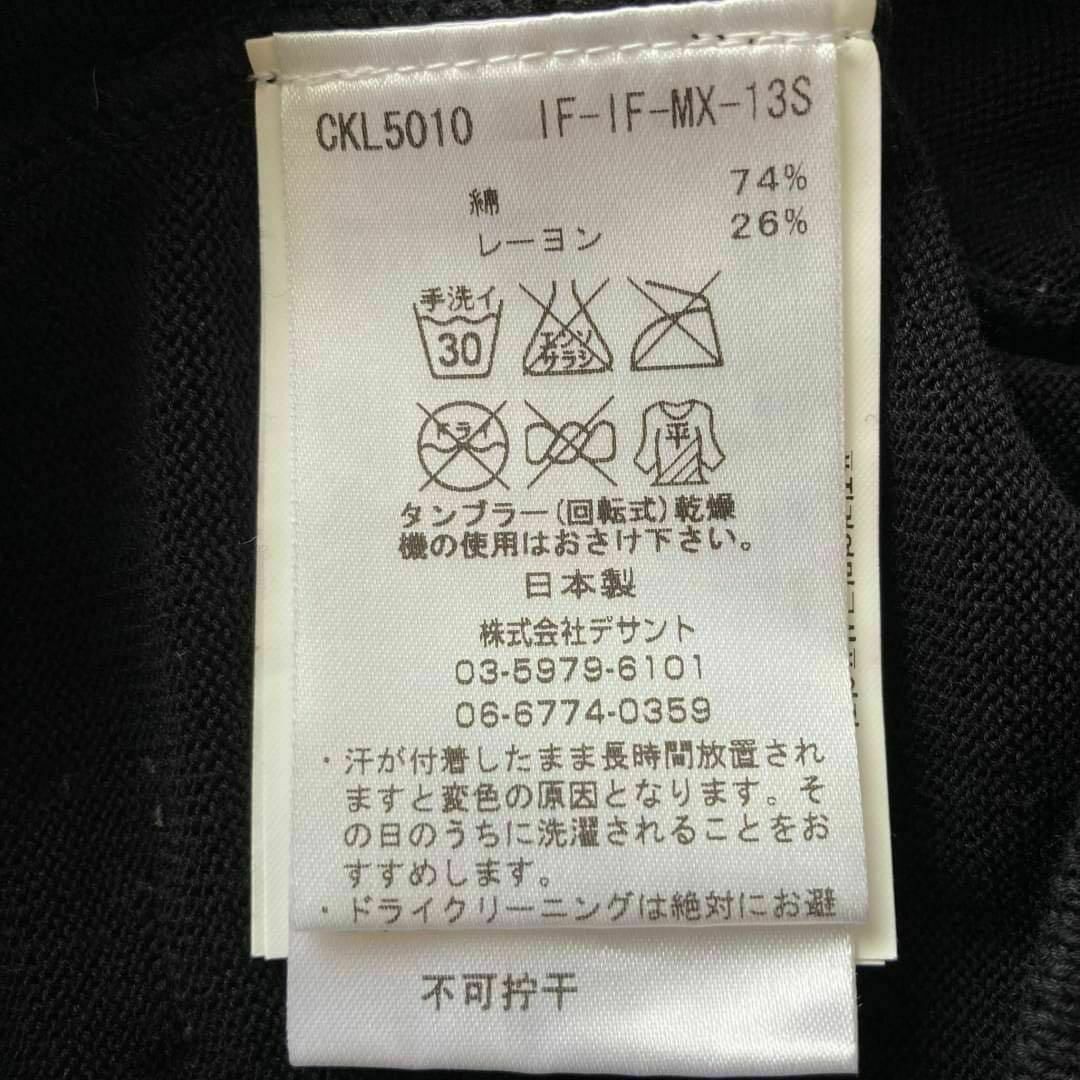 CKL5010 IF-IF-MX-13S
綿 74%
レーヨン 26%
手洗イ
30
エンソ
サラシ
ドライ
平
タンブラー(回転式)乾燥
機の使用はおさけ下さい。
日本製
株式会社デサント
03-5979-6101
06-6774-0359
・汗が付着したまま長時間放置され
ますと変色の原因となります。そ
の日のうちに洗濯されることをお
すすめします。
・ドライクリーニングは絶対にお避
不可拧干